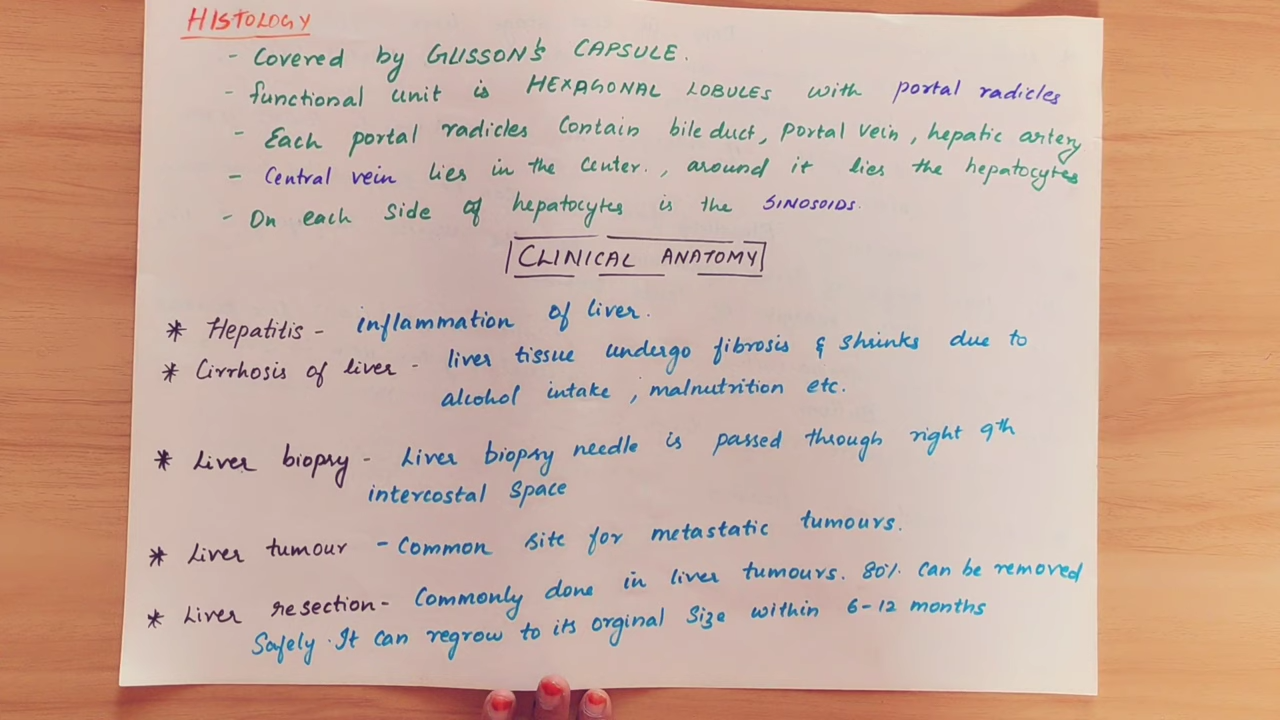 HISTOLOGY
- Covered by GLISSON'S CAPSULE.
- functional unit is HEXAGONAL LOBULES with portal radicles
- Each portal radicles Contain bile duct, portal vein, hepatic artery
- Central vein lies in the center., around it lies the hepatocytes
- On each side of hepatocytes is the SINOSOIDS.
CLINICAL ANATOMY
* Hepatitis - inflammation of liver.
* Cirrhosis of liver - liver tissue undergo fibrosis & shrinks due to
alcohol intake, malnutrition etc.
* Liver biopsy - Liver biopsy needle is passed through right 9th
intercostal Space
* Liver tumour - Common site for metastatic tumours.
* Liver resection - Commonly done in liver tumours. 80% can be removed
Safely. It can regrow to its orginal Size within 6-12 months